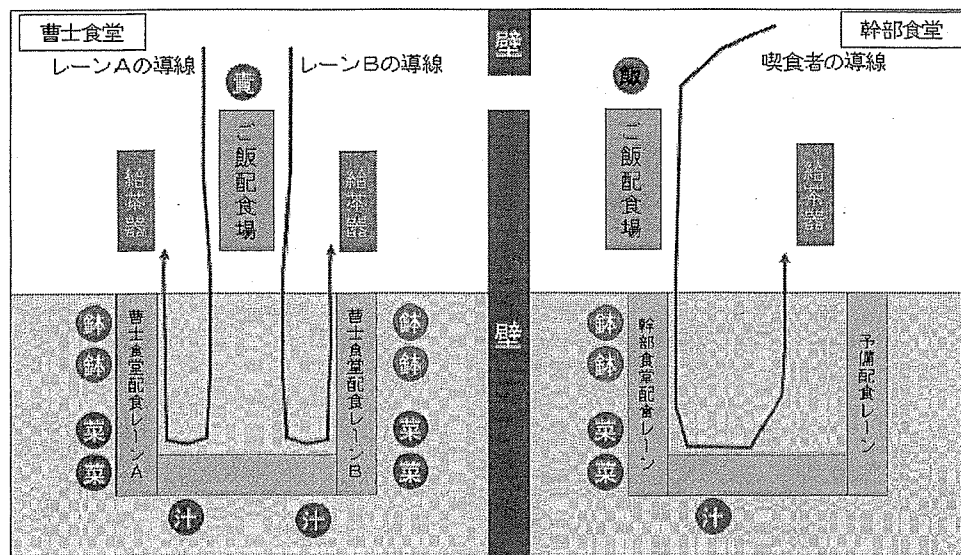 曹士食堂
レーンAの導線
レーンBの導線
ご飯配食場
給茶器
給茶器
鉢
鉢
菜
菜
曹士食堂配食レーンA
曹士食堂配食レーンB
鉢
鉢
菜
菜
汁
汁
壁
壁
幹部食堂
喫食者の導線
飯
ご飯配食場
給茶器
鉢
鉢
菜
菜
幹部食堂配食レーン
予備配食レーン
汁